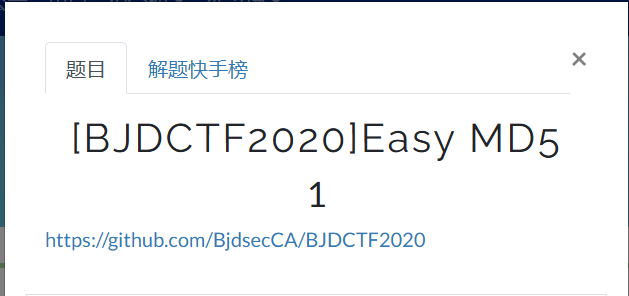 题目 解题快手榜 ×
[BJDCTF2020]Easy MD5
1
https://github.com/BjdsecCA/BJDCTF2020